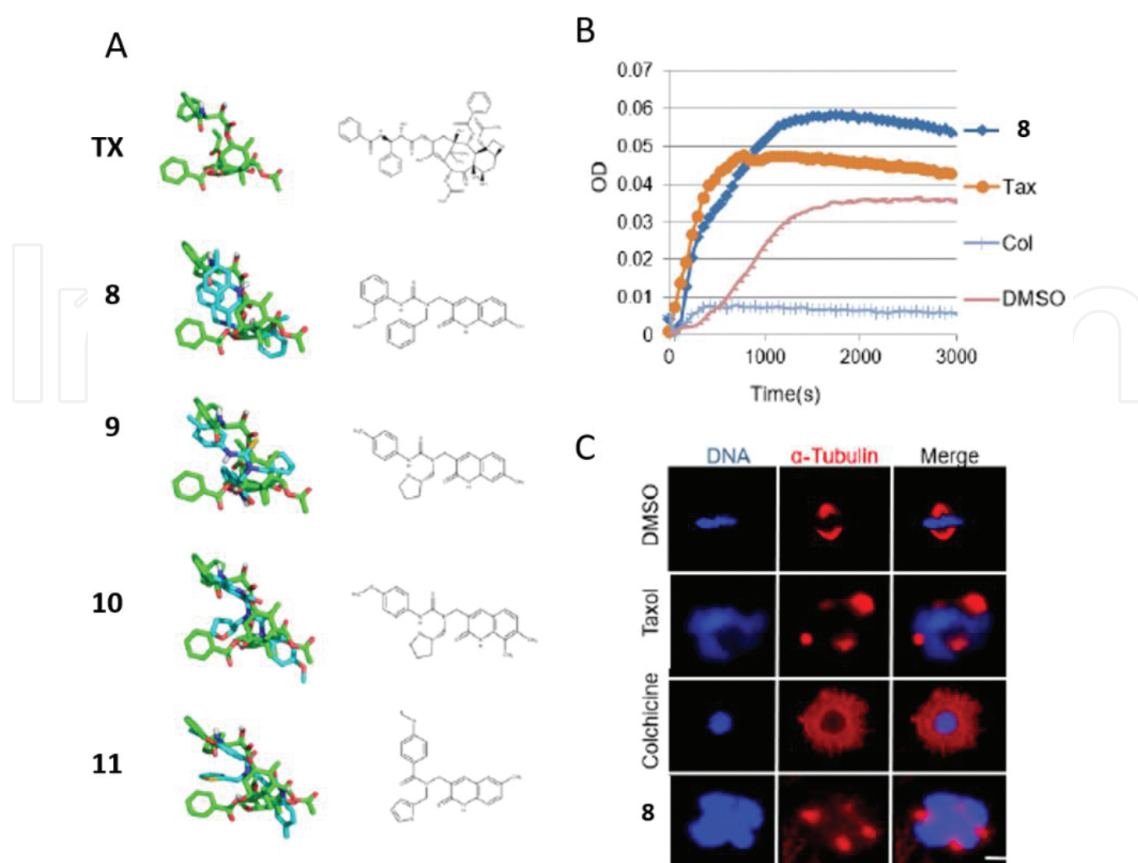 A
TX
8
9
10
11
B
0.07
0.06
0.05
0.04
0.03
0.02
0.01
0
OD
0 1000 2000 3000
Time(s)
8
Tax
Col
DMSO
C
DNA α-Tubulin Merge
DMSO
Taxol
Colchicine
8